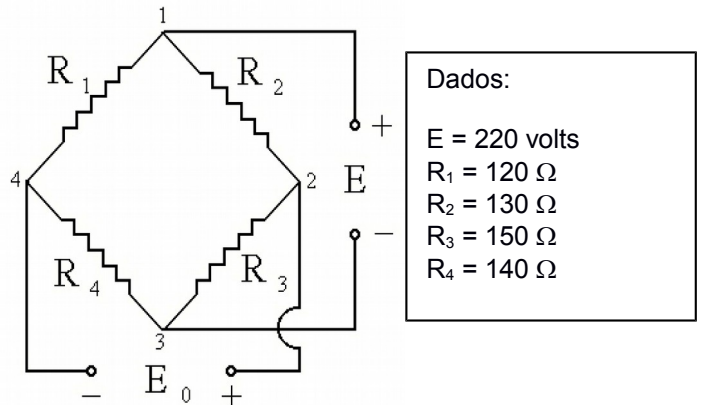 1
R1
R2
+
4
2
E
−
R4
R3
3
− E0 +
Dados:
E = 220 volts
R1 = 120 Ω
R2 = 130 Ω
R3 = 150 Ω
R4 = 140 Ω